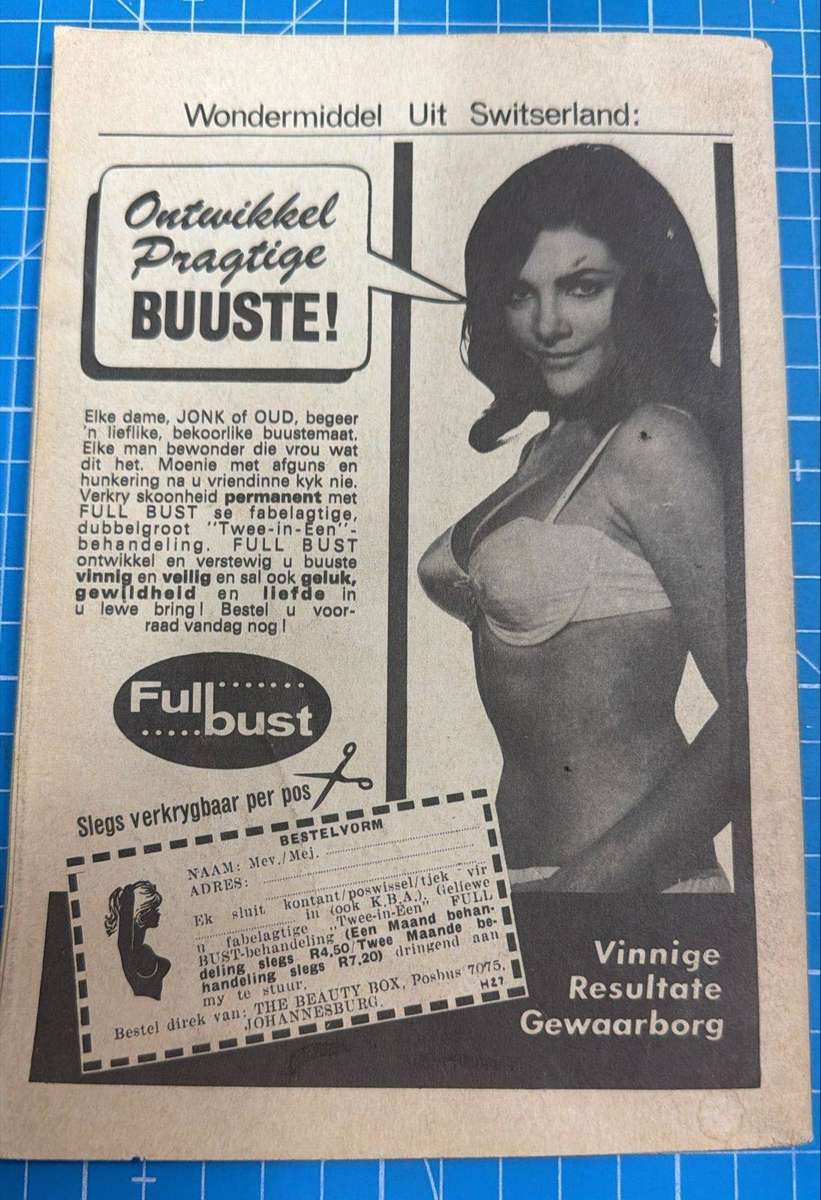 Wondermiddel Uit Switserland:
Ontwikkel
Pragtige
BUUSTE!
Elke dame, JONK of OUD, begeer
'n lieflike, bekoorlike buustemaat.
Elke man bewonder die vrou wat
dit het. Moenie met afguns en
hunkering na u vriendinne kyk nie.
Verkry skoonheid permanent met
FULL BUST se fabelagtige,
dubbelgroot "Twee-in-Een"-
behandeling. FULL BUST
ontwikkel en verstewig u buuste
vinnig en veilig en sal ook geluk,
gewildheid en liefde in
u lewe bring! Bestel u voor-
raad vandag nog!
Full
bust
Slegs verkrygbaar per pos
BESTELVORM
NAAM: Mev./Mej.
ADRES:
Ek sluit kontant/poswissel/tjek vir
in (ook K.B.A.). Geliewe
u fabelagtige "Twee-in-Een" FULL
BUST-behandeling (Een Maand behan-
deling slegs R4,50/Twee Maande be-
handeling slegs R7,20) dringend aan
my te stuur.
Bestel direk van: THE BEAUTY BOX, Posbus 7075,
JOHANNESBURG.
H27
Vinnige
Resultate
Gewaarborg